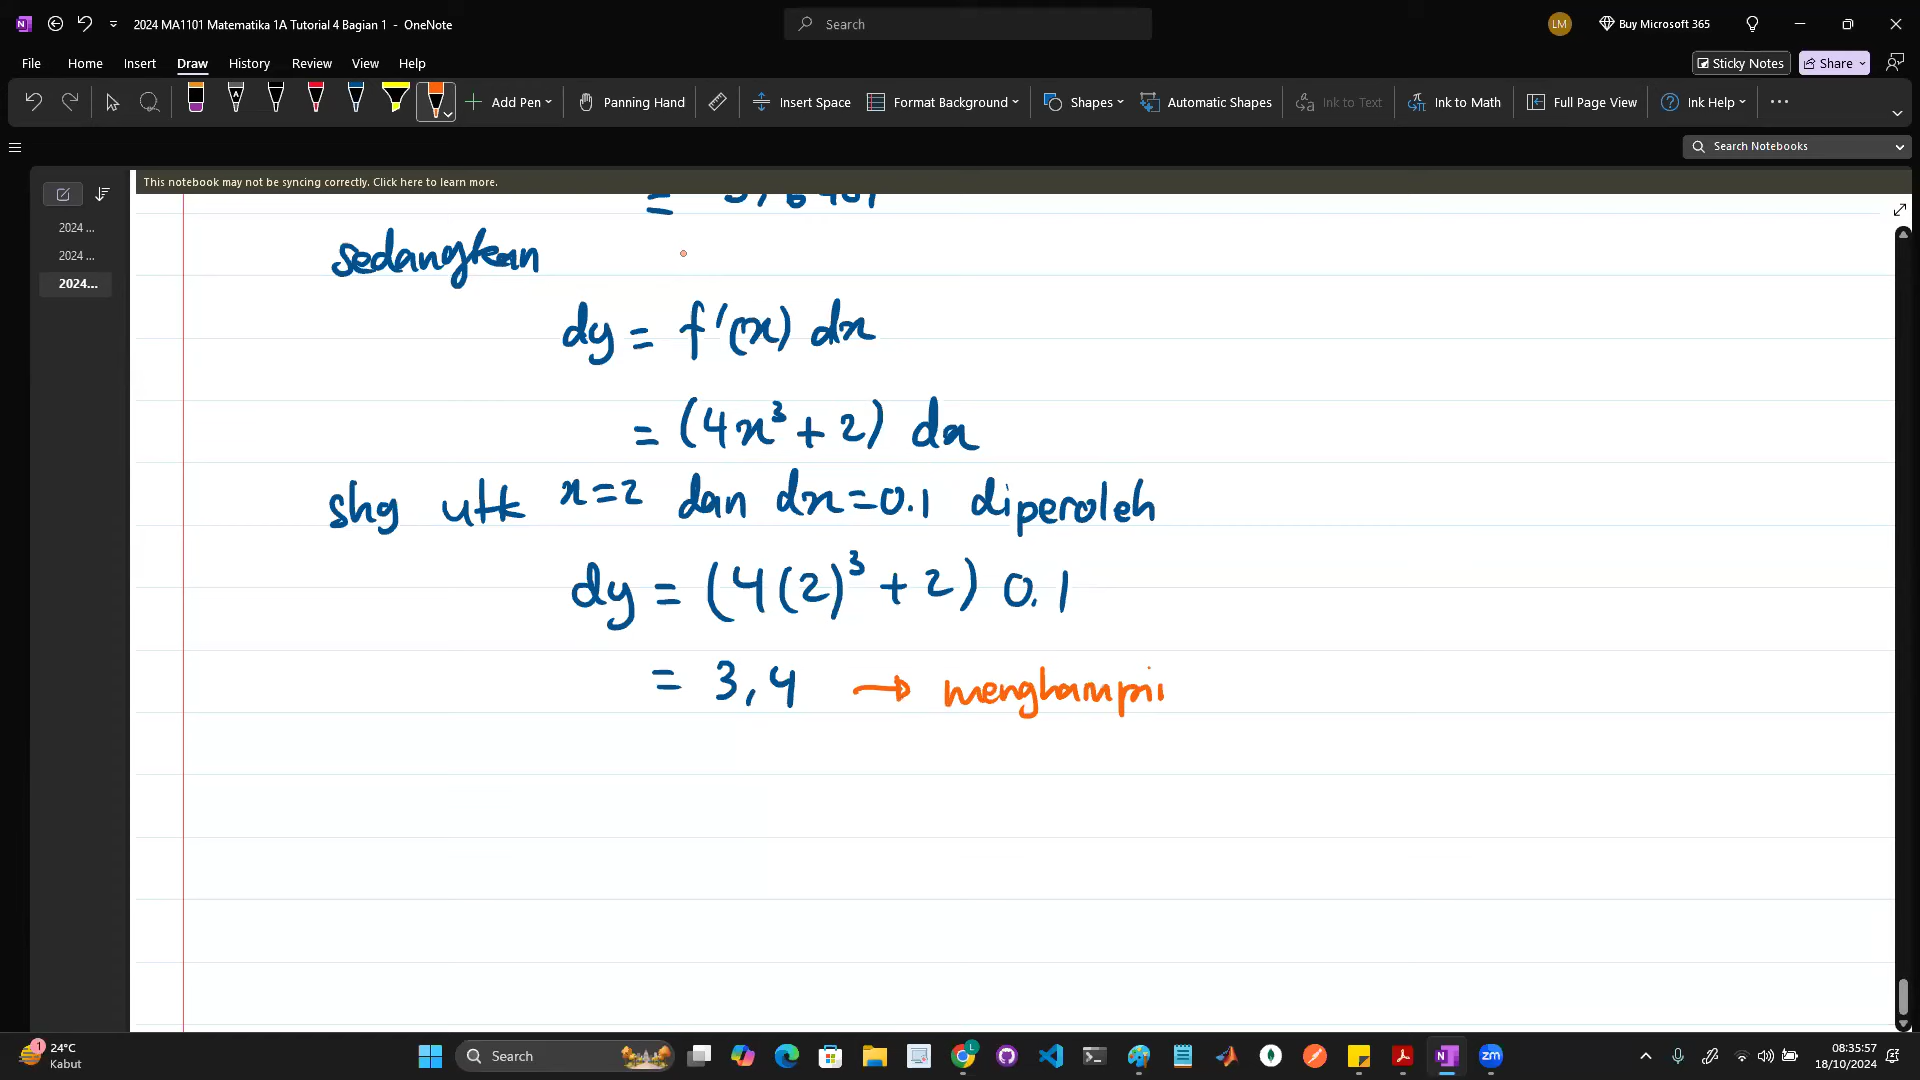 2024 MA1101 Matematika 1A Tutorial 4 Bagian 1 - OneNote
Search
LM
Buy Microsoft 365
File Home Insert Draw History Review View Help
Sticky Notes
Share
Add Pen
Panning Hand
Insert Space
Format Background
Shapes
Automatic Shapes
Ink to Text
Ink to Math
Full Page View
Ink Help
Search Notebooks
This notebook may not be syncing correctly. Click here to learn more.
2024 ...
2024 ...
2024...
sedangkan
dy = f'(x) dx
= (4x³ + 2) dx
shg utk x=2 dan dx=0.1 diperoleh
dy = (4(2)³ + 2) 0.1
= 3,4 → menghampiri
1
24°C
Kabut
Search
L
zm
08:35:57
18/10/2024